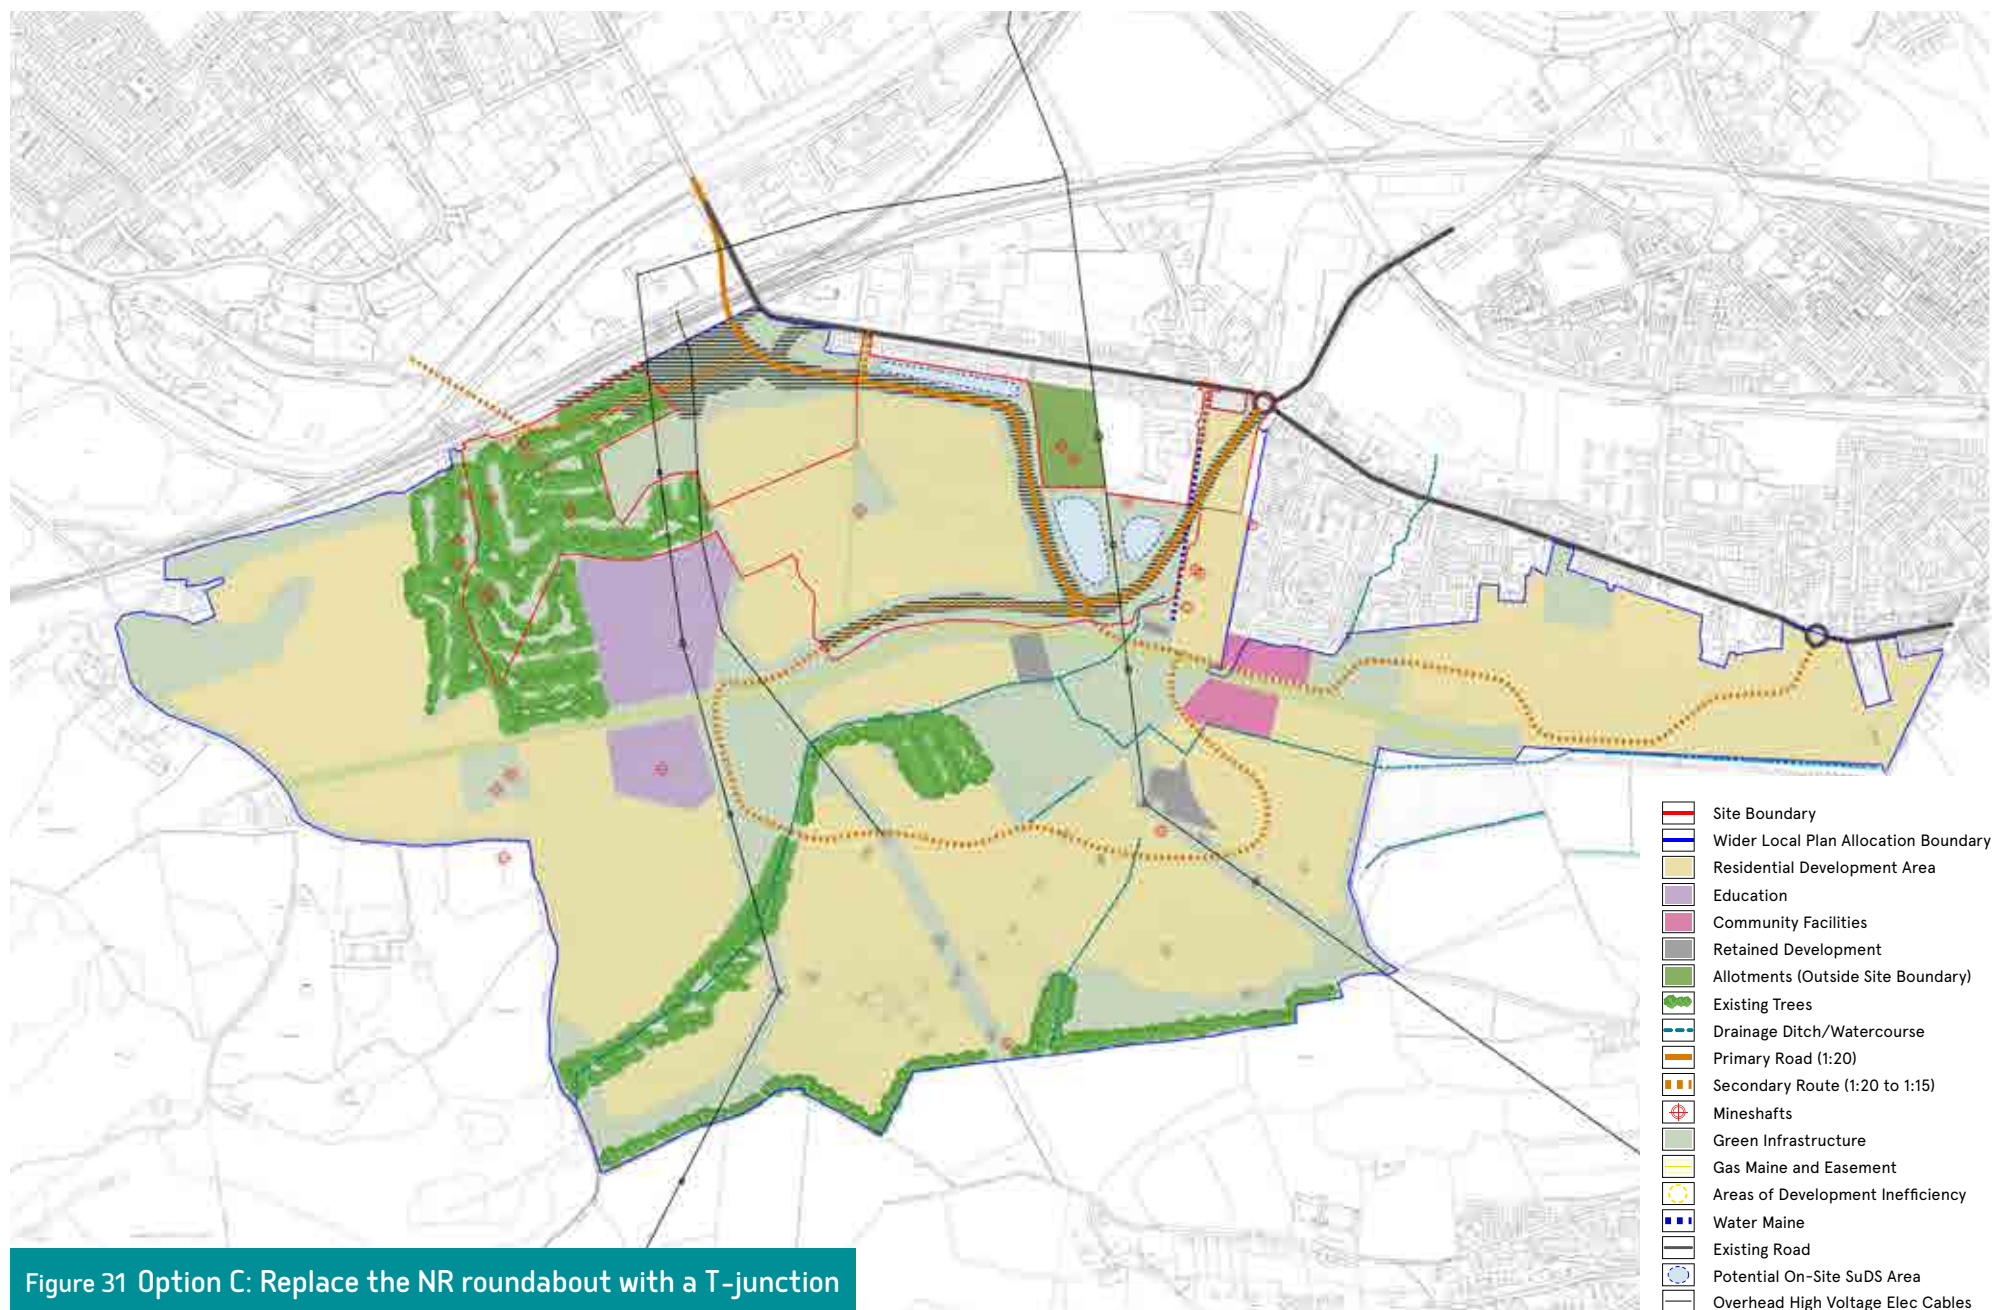 Site Boundary
Wider Local Plan Allocation Boundary
Residential Development Area
Education
Community Facilities
Retained Development
Allotments (Outside Site Boundary)
Existing Trees
Drainage Ditch/Watercourse
Primary Road (1:20)
Secondary Route (1:20 to 1:15)
Mineshafts
Green Infrastructure
Gas Maine and Easement
Areas of Development Inefficiency
Water Maine
Existing Road
Potential On-Site SuDS Area
Overhead High Voltage Elec Cables
Figure 31 Option C: Replace the NR roundabout with a T-junction